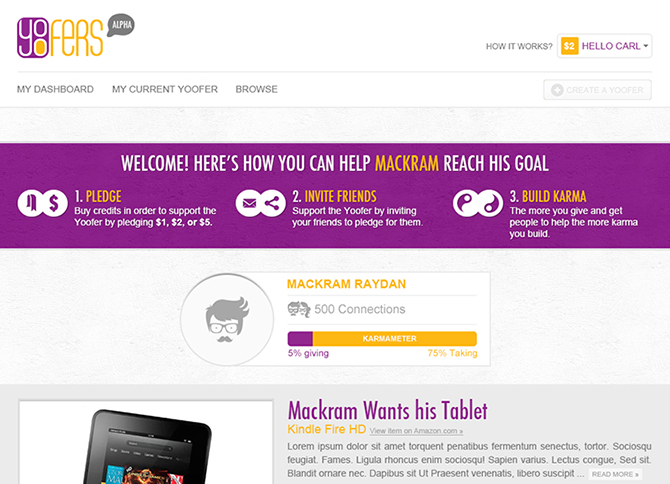 yoofers
ALPHA
HOW IT WORKS?
$2 HELLO CARL
MY DASHBOARD MY CURRENT YOOFER BROWSE
CREATE A YOOFER
WELCOME! HERE'S HOW YOU CAN HELP MACKRAM REACH HIS GOAL
1. PLEDGE
Buy credits in order to support the
Yoofer by pledging $1, $2, or $5.
2. INVITE FRIENDS
Support the Yoofer by inviting
your friends to pledge for them.
3. BUILD KARMA
The more you give and get
people to help the more karma
you build.
MACKRAM RAYDAN
500 Connections
KARMAMETER
5% giving 75% Taking
Mackram Wants his Tablet
Kindle Fire HD View item on Amazon.com »
Lorem ipsum dolor sit amet torquent penatibus fermentum senectus, tortor. Sociosqu
feugiat. Fames. Ligula rhoncus enim sociosqu! Sapien varius. Lectus congue, Sed sit.
Blandit ornare nec. Dapibus sit Ut Praesent venenatis, libero suscipit ... READ MORE »